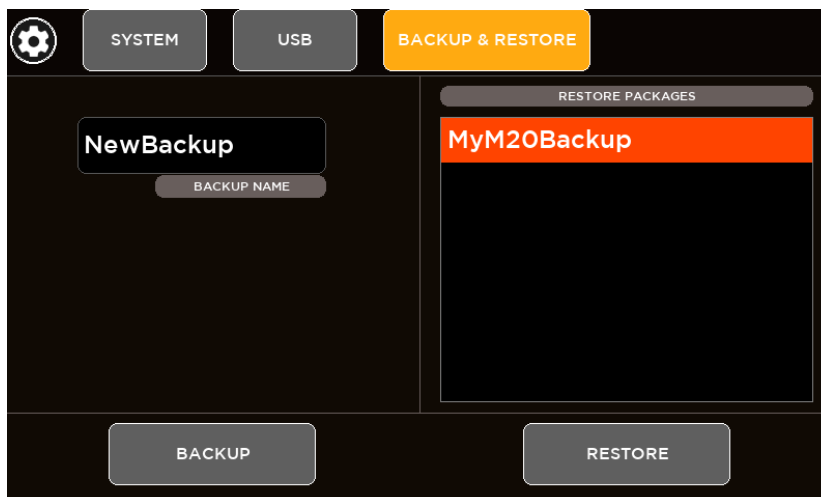 SYSTEM
USB
BACKUP & RESTORE
NewBackup
BACKUP NAME
RESTORE PACKAGES
MyM20Backup
BACKUP
RESTORE